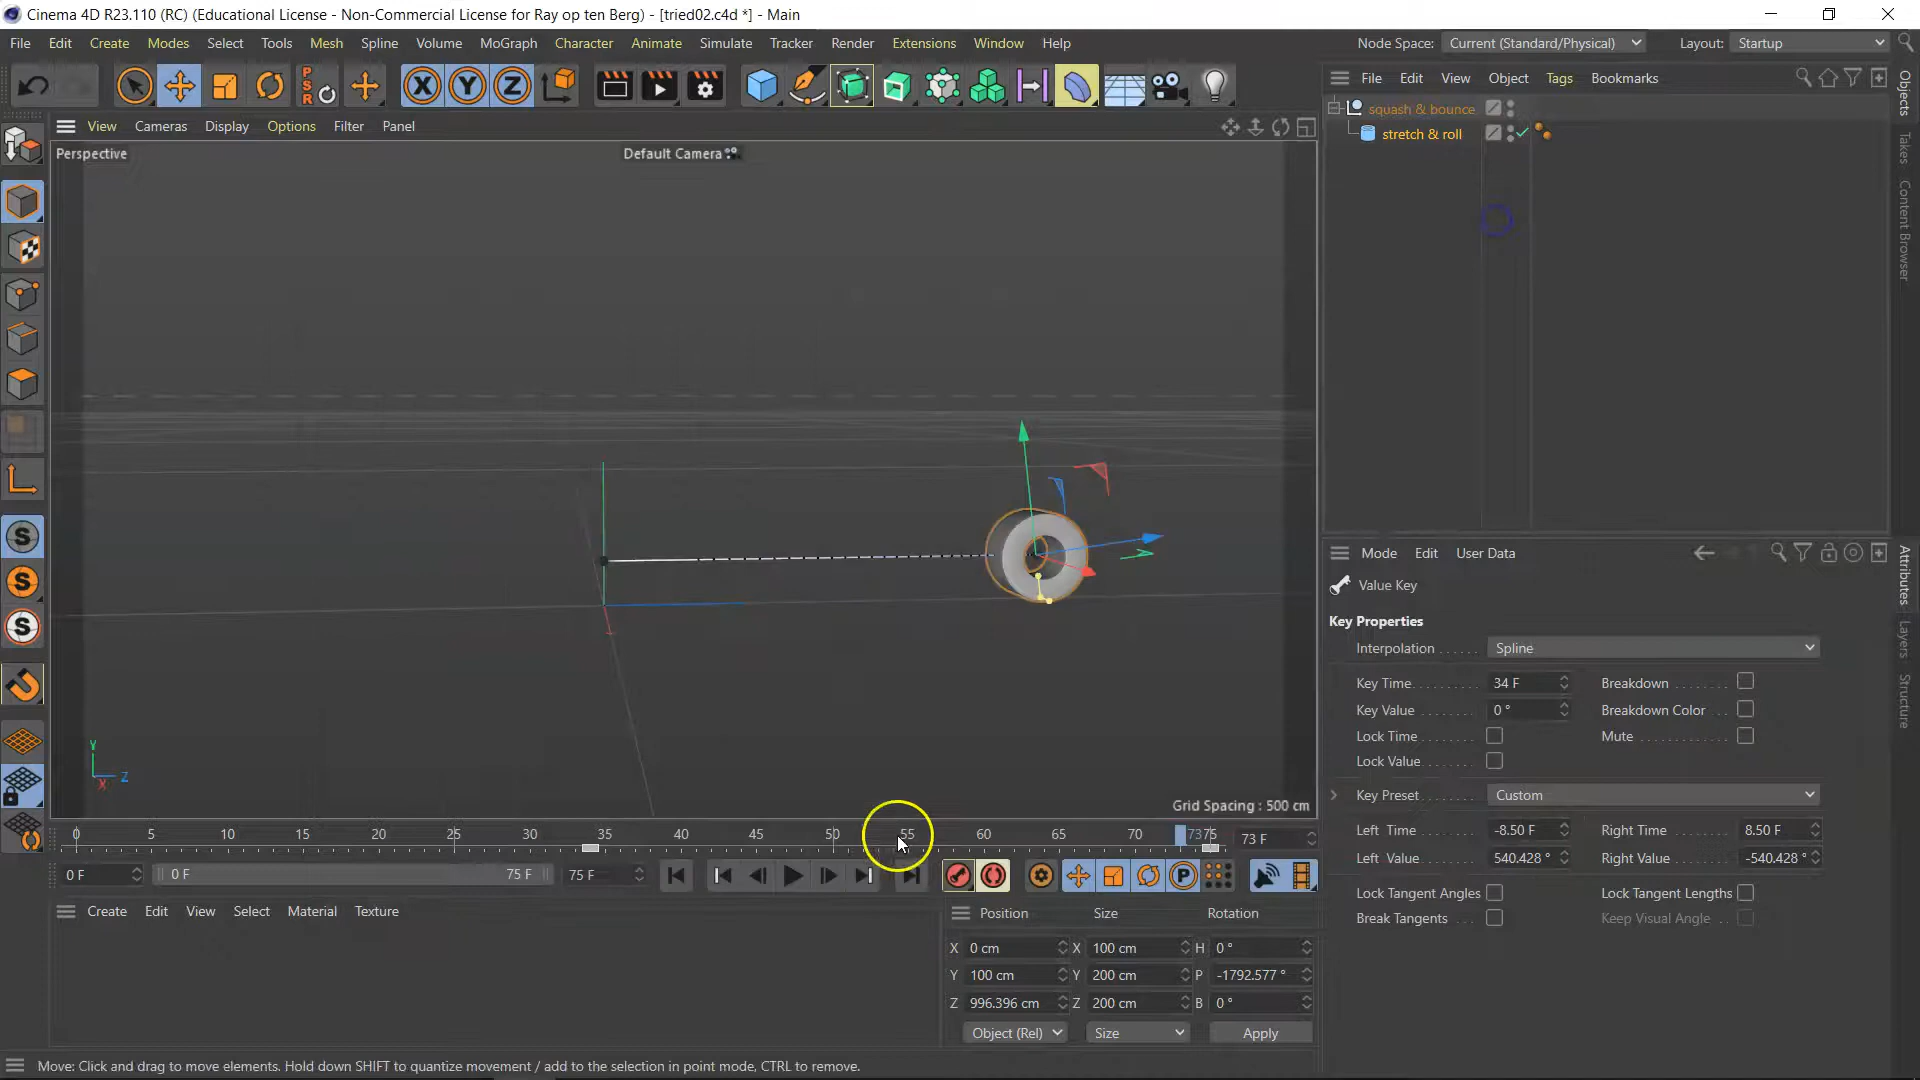 Cinema 4D R23.110 (RC) (Educational License - Non-Commercial License for Ray op ten Berg) - [tried02.c4d *] - Main
File Edit Create Modes Select Tools Mesh Spline Volume MoGraph Character Animate Simulate Tracker Render Extensions Window Help Node Space: Current (Standard/Physical) Layout: Startup
P S R X Y Z
File Edit View Object Tags Bookmarks
View Cameras Display Options Filter Panel
squash & bounce
stretch & roll
Perspective Default Camera
Objects
Takes
Content Browser
S
S
S
Mode Edit User Data
Value Key
Key Properties
Interpolation Spline
Key Time 34 F Breakdown
Key Value 0 ° Breakdown Color
Lock Time Mute
Lock Value
Key Preset Custom
Left Time -8.50 F Right Time 8.50 F
Left Value 540.428 ° Right Value -540.428 °
Lock Tangent Angles Lock Tangent Lengths
Break Tangents Keep Visual Angle
Attributes
Layers
Structure
Y
Z
X
Grid Spacing : 500 cm
0 5 10 15 20 25 30 35 40 45 50 55 60 65 70 73 75 73 F
0 F 0 F 75 F 75 F
P
Create Edit View Select Material Texture
Position Size Rotation
X 0 cm X 100 cm H 0 °
Y 100 cm Y 200 cm P -1792.577 °
Z 996.396 cm Z 200 cm B 0 °
Object (Rel) Size Apply
Move: Click and drag to move elements. Hold down SHIFT to quantize movement / add to the selection in point mode, CTRL to remove.